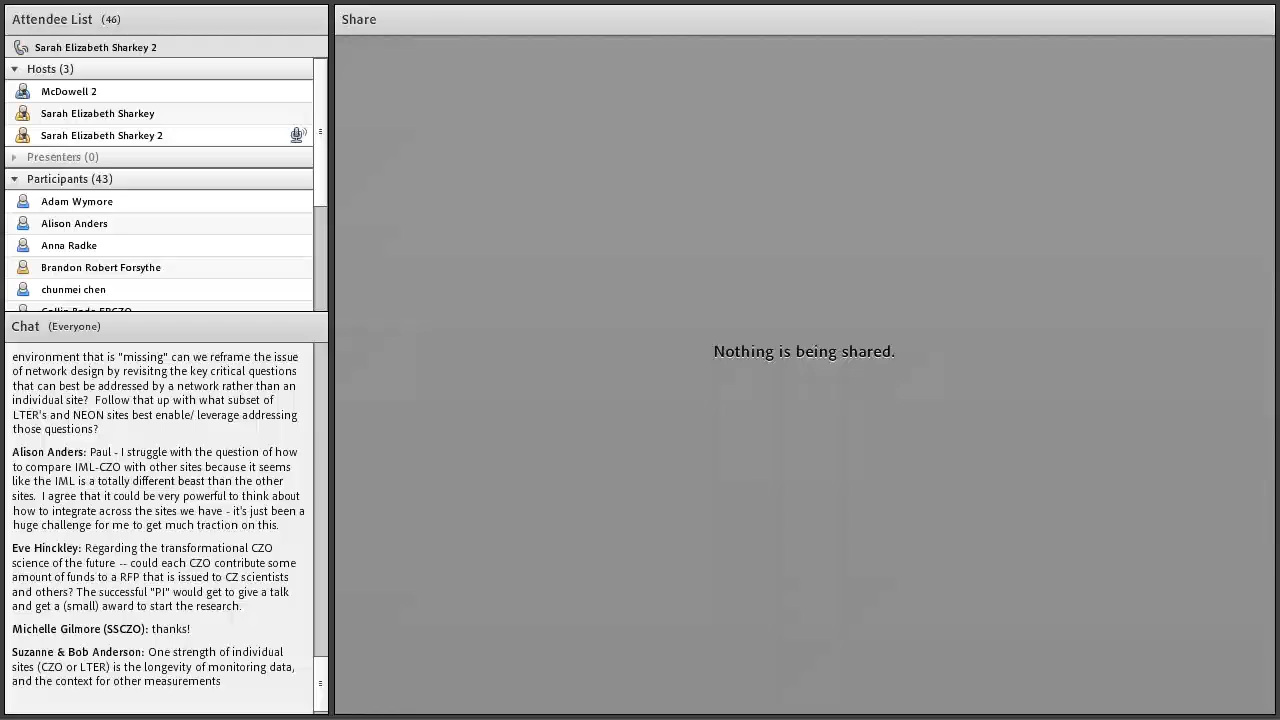 Attendee List (46)
Sarah Elizabeth Sharkey 2
Hosts (3)
McDowell 2
Sarah Elizabeth Sharkey
Sarah Elizabeth Sharkey 2
Presenters (0)
Participants (43)
Adam Wymore
Alison Anders
Anna Radke
Brandon Robert Forsythe
chunmei chen
Chat (Everyone)
environment that is "missing" can we reframe the issue
of network design by revisitng the key critical questions
that can best be addressed by a network rather than an
individual site? Follow that up with what subset of
LTER's and NEON sites best enable/ leverage addressing
those questions?
Alison Anders: Paul - I struggle with the question of how
to compare IML-CZO with other sites because it seems
like the IML is a totally different beast than the other
sites. I agree that it could be very powerful to think about
how to integrate across the sites we have - it's just been a
huge challenge for me to get much traction on this.
Eve Hinckley: Regarding the transformational CZO
science of the future -- could each CZO contribute some
amount of funds to a RFP that is issued to CZ scientists
and others? The successful "PI" would get to give a talk
and get a (small) award to start the research.
Michelle Gilmore (SSCZO): thanks!
Suzanne & Bob Anderson: One strength of individual
sites (CZO or LTER) is the longevity of monitoring data,
and the context for other measurements
Share
Nothing is being shared.